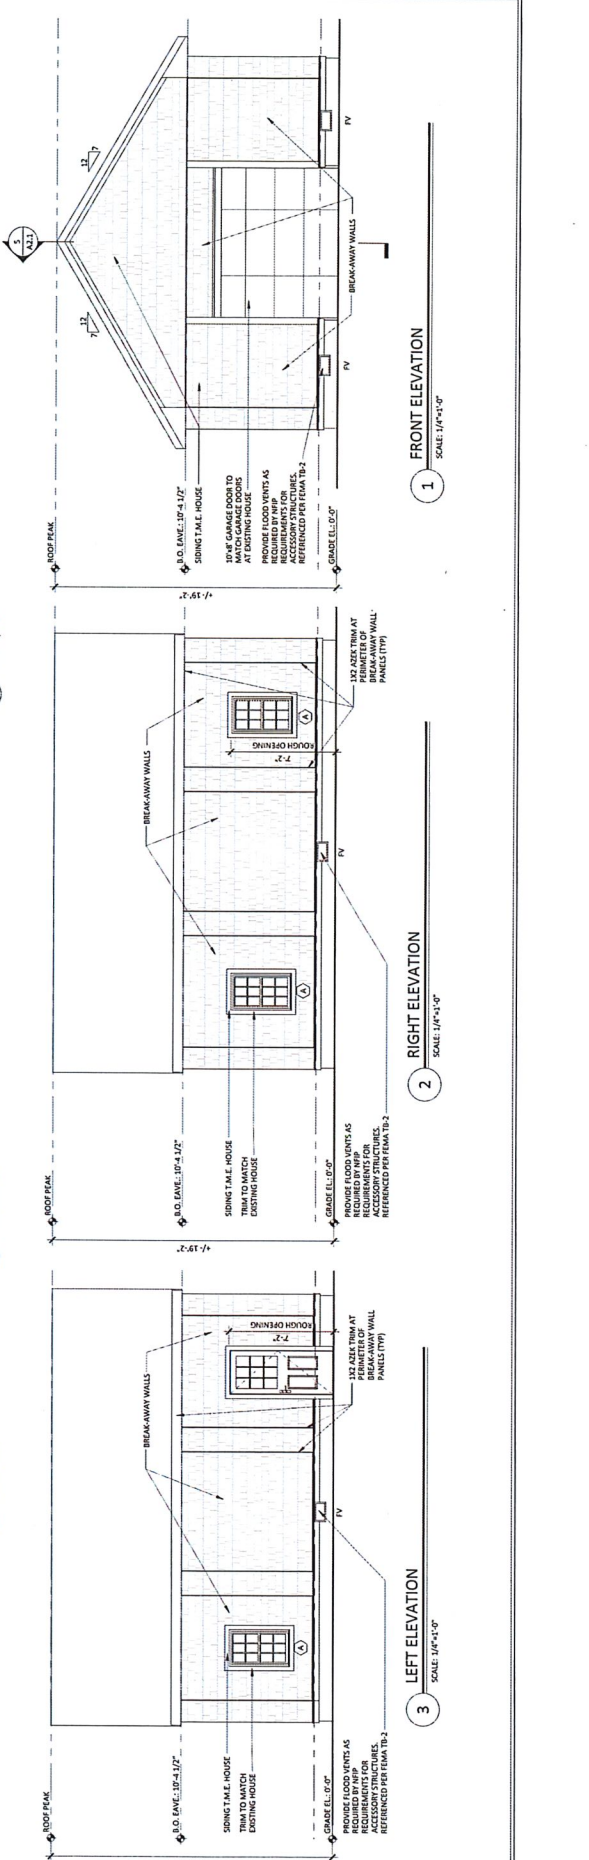 5
A2.1
12
7
12
7
ROOF PEAK
B.O. EAVE.: 10'-4 1/2"
SIDING T.M.E. HOUSE
10'x8' GARAGE DOOR TO
MATCH GARAGE DOORS
AT EXISTING HOUSE
PROVIDE FLOOD VENTS AS
REQUIRED BY NFIP
REQUIREMENTS FOR
ACCESSORY STRUCTURES.
REFERENCED PER FEMA TB-2
GRADE EL.: 0'-0"
+/- 19'-2"
BREAK-AWAY WALLS
FV
FV
1
FRONT ELEVATION
SCALE: 1/4"=1'-0"
ROOF PEAK
B.O. EAVE.: 10'-4 1/2"
BREAK-AWAY WALLS
SIDING T.M.E. HOUSE
TRIM TO MATCH
EXISTING HOUSE
A
A
7'-2"
ROUGH OPENING
1X2 AZEK TRIM AT
PERIMETER OF
BREAK-AWAY WALL
PANELS (TYP)
GRADE EL.: 0'-0"
PROVIDE FLOOD VENTS AS
REQUIRED BY NFIP
REQUIREMENTS FOR
ACCESSORY STRUCTURES.
REFERENCED PER FEMA TB-2
+/- 19'-2"
FV
2
RIGHT ELEVATION
SCALE: 1/4"=1'-0"
ROOF PEAK
B.O. EAVE.: 10'-4 1/2"
BREAK-AWAY WALLS
SIDING T.M.E. HOUSE
TRIM TO MATCH
EXISTING HOUSE
A
7'-2"
ROUGH OPENING
1X2 AZEK TRIM AT
PERIMETER OF
BREAK-AWAY WALL
PANELS (TYP)
GRADE EL.: 0'-0"
PROVIDE FLOOD VENTS AS
REQUIRED BY NFIP
REQUIREMENTS FOR
ACCESSORY STRUCTURES.
REFERENCED PER FEMA TB-2
FV
3
LEFT ELEVATION
SCALE: 1/4"=1'-0"